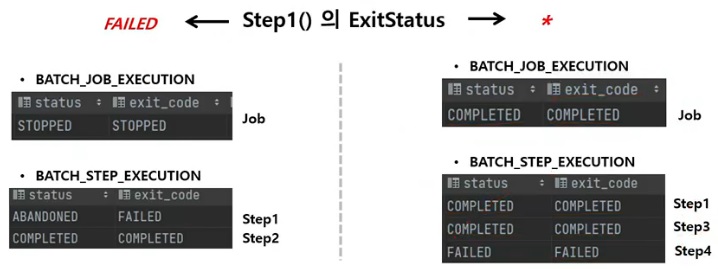 FAILED ← Step1() 의 ExitStatus → *
• BATCH_JOB_EXECUTION
status exit_code
STOPPED STOPPED Job
• BATCH_STEP_EXECUTION
status exit_code
ABANDONED FAILED Step1
COMPLETED COMPLETED Step2
• BATCH_JOB_EXECUTION
status exit_code
COMPLETED COMPLETED Job
• BATCH_STEP_EXECUTION
status exit_code
COMPLETED COMPLETED Step1
COMPLETED COMPLETED Step3
FAILED FAILED Step4